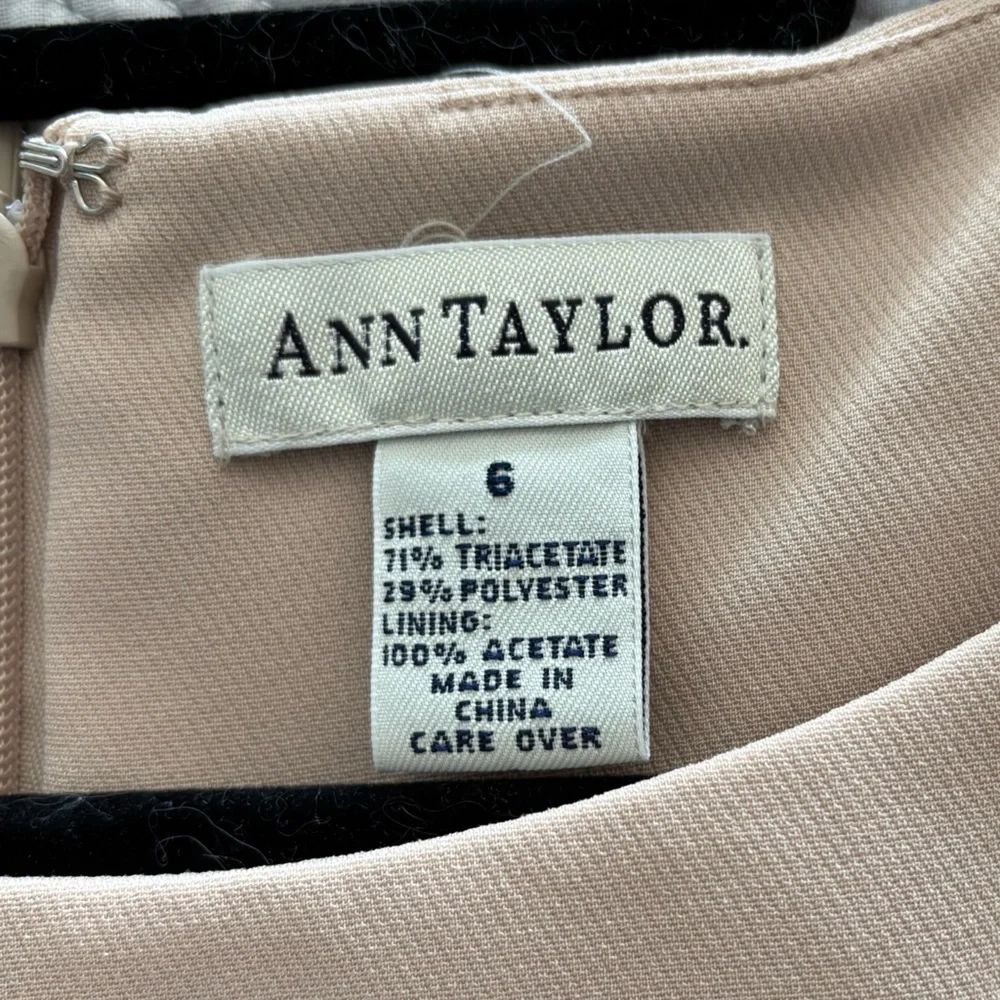 ANN TAYLOR.
6
SHELL:
71% TRIACETATE
29% POLYESTER
LINING:
100% ACETATE
MADE IN
CHINA
CARE OVER